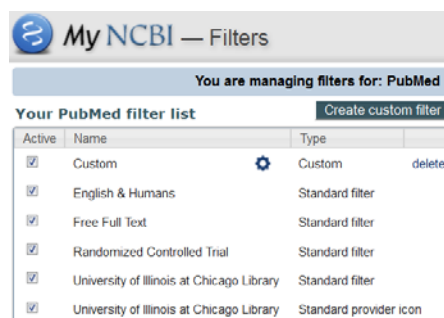 My NCBI — Filters
You are managing filters for: PubMed
Your PubMed filter list Create custom filter
Active Name Type
Custom Custom delete
English & Humans Standard filter
Free Full Text Standard filter
Randomized Controlled Trial Standard filter
University of Illinois at Chicago Library Standard filter
University of Illinois at Chicago Library Standard provider icon